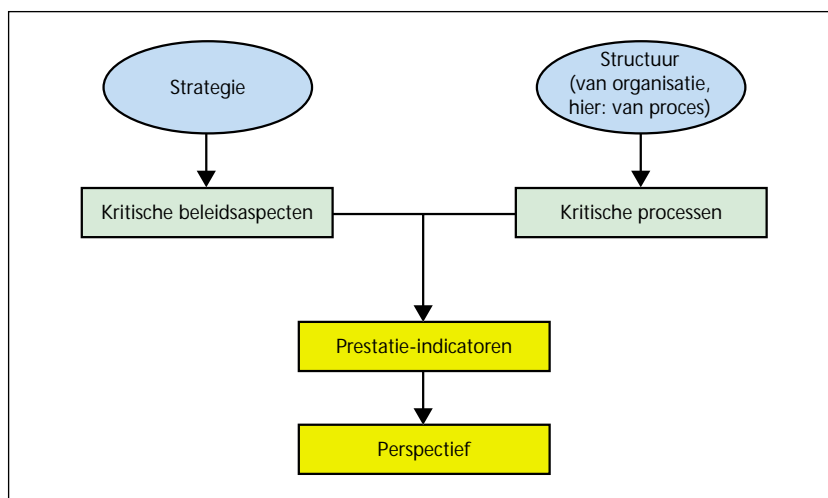 Strategie
Structuur
(van organisatie,
hier: van proces)
Kritische beleidsaspecten
Kritische processen
Prestatie-indicatoren
Perspectief